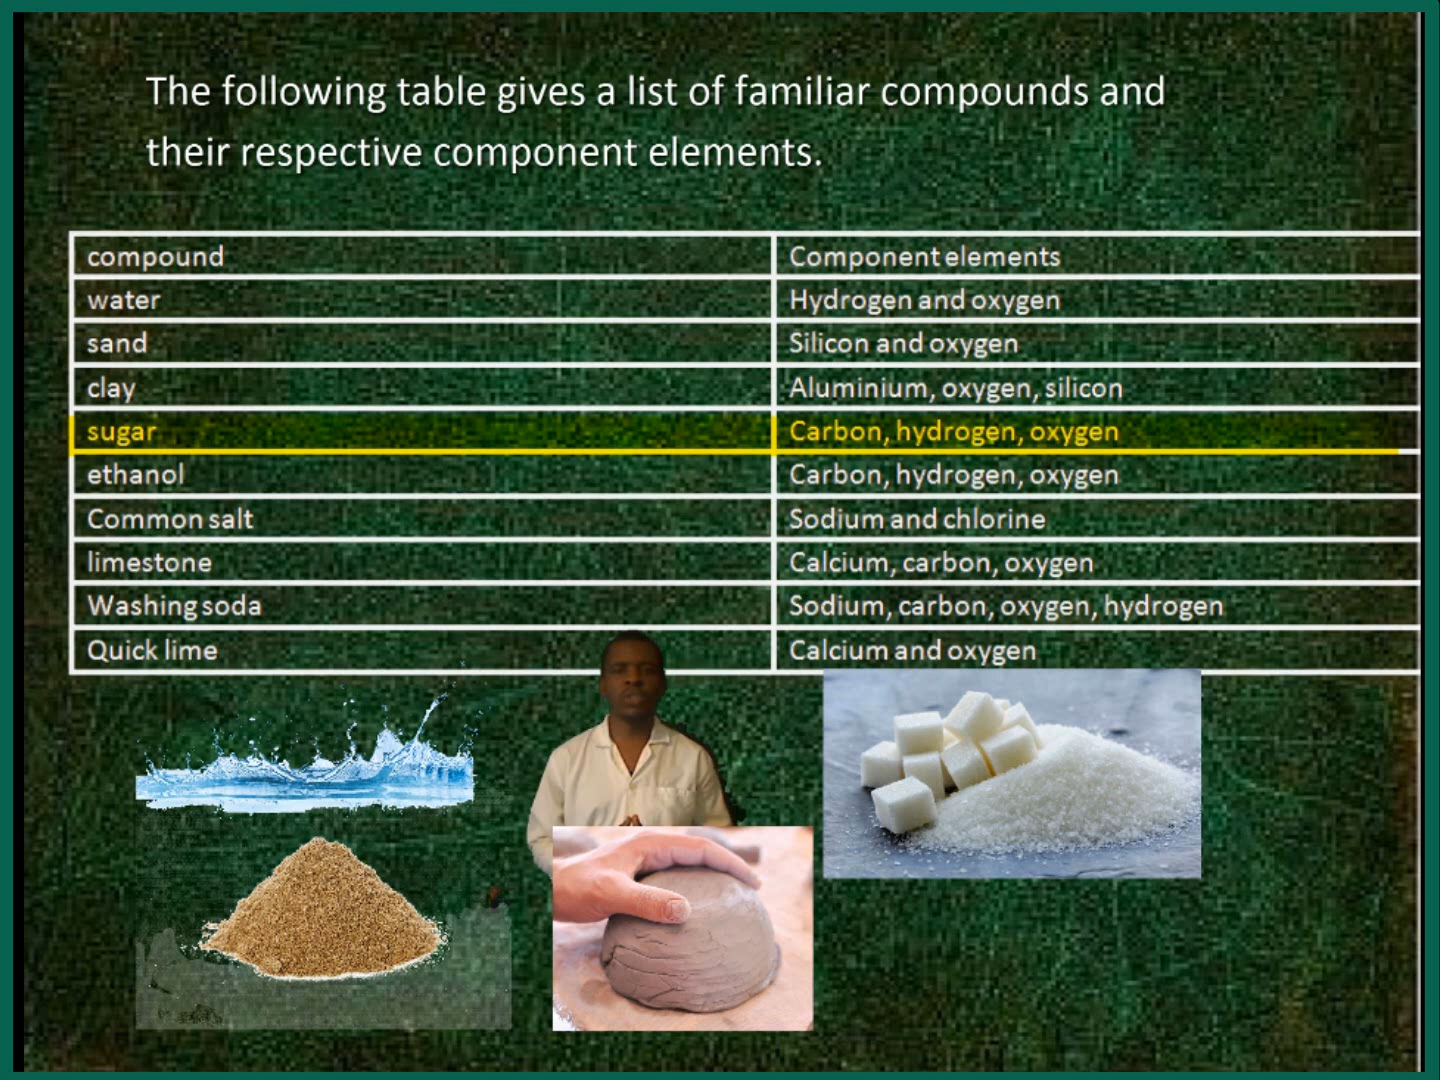 The following table gives a list of familiar compounds and
their respective component elements.
compound Component elements
water Hydrogen and oxygen
sand Silicon and oxygen
clay Aluminium, oxygen, silicon
sugar Carbon, hydrogen, oxygen
ethanol Carbon, hydrogen, oxygen
Common salt Sodium and chlorine
limestone Calcium, carbon, oxygen
Washing soda Sodium, carbon, oxygen, hydrogen
Quick lime Calcium and oxygen